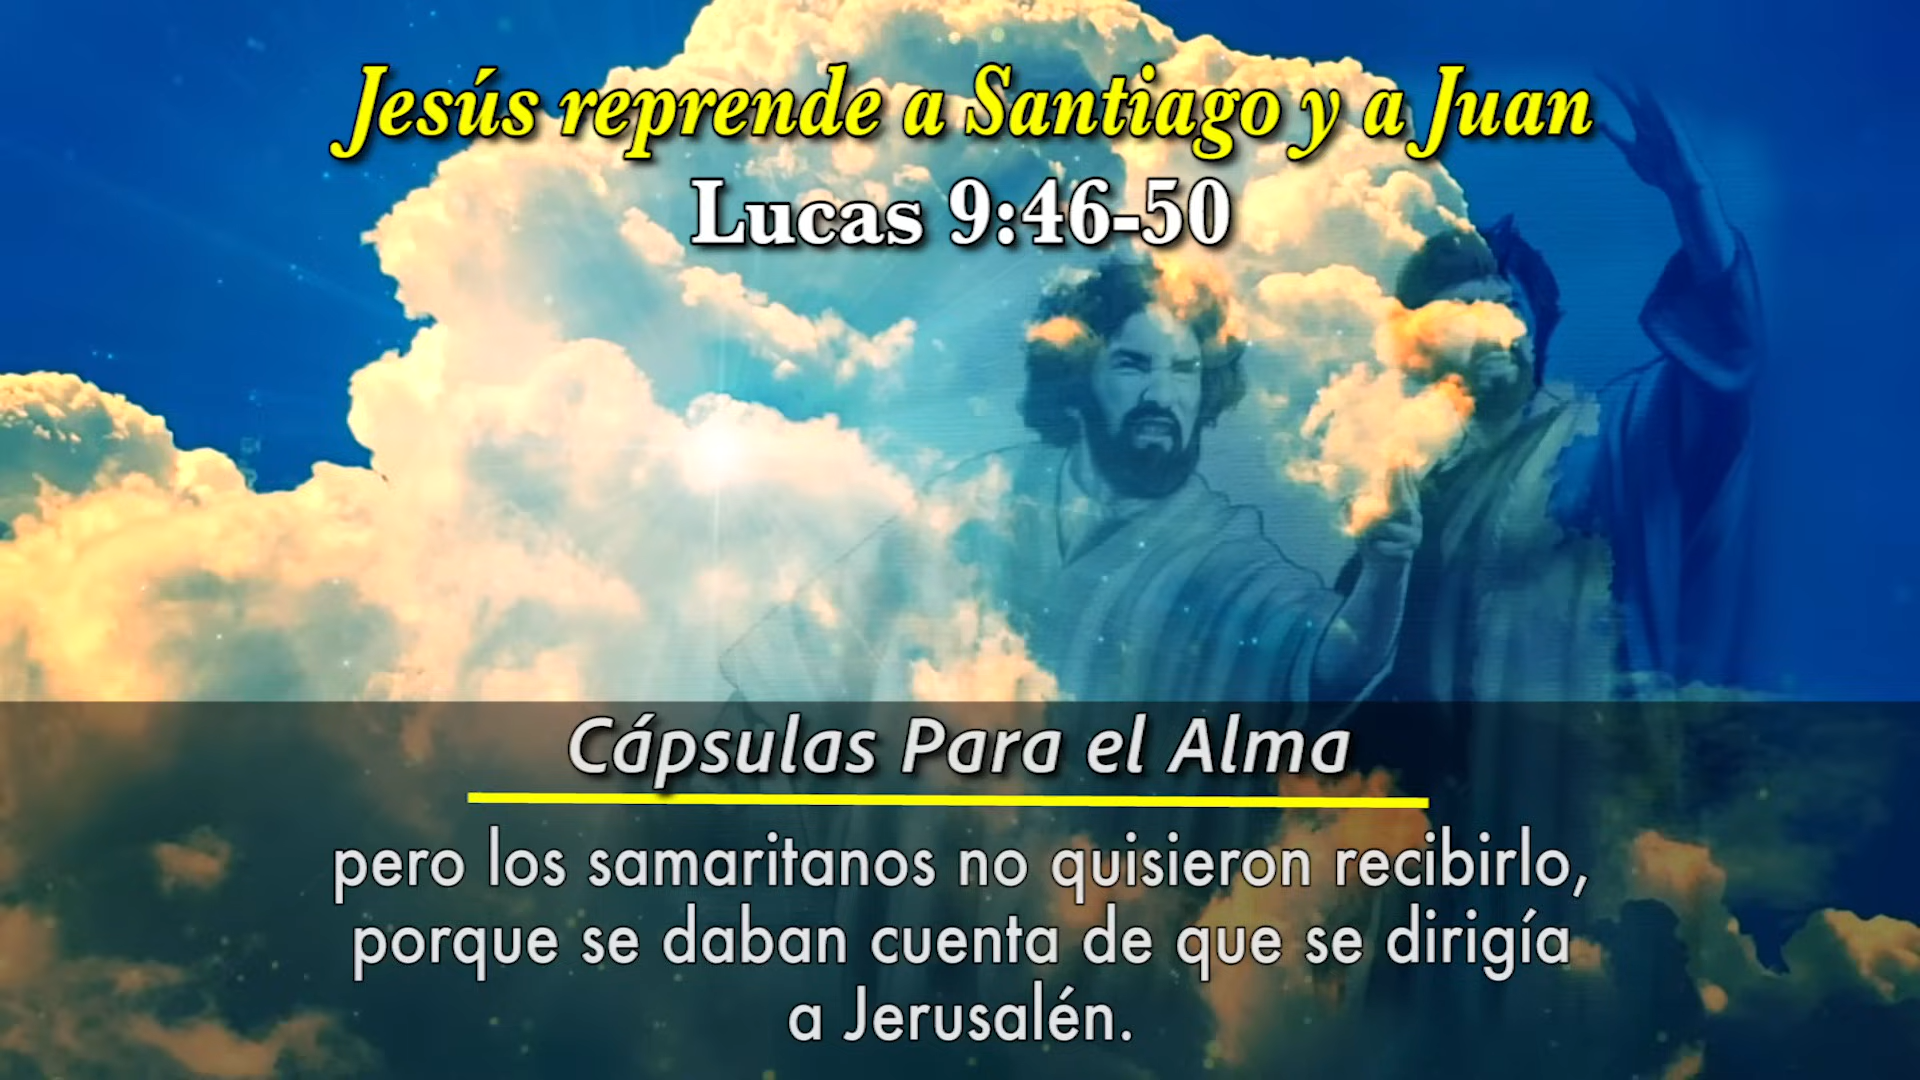 Jesús reprende a Santiago y a Juan
Lucas 9:46-50
Cápsulas Para el Alma
pero los samaritanos no quisieron recibirlo,
porque se daban cuenta de que se dirigía
a Jerusalén.